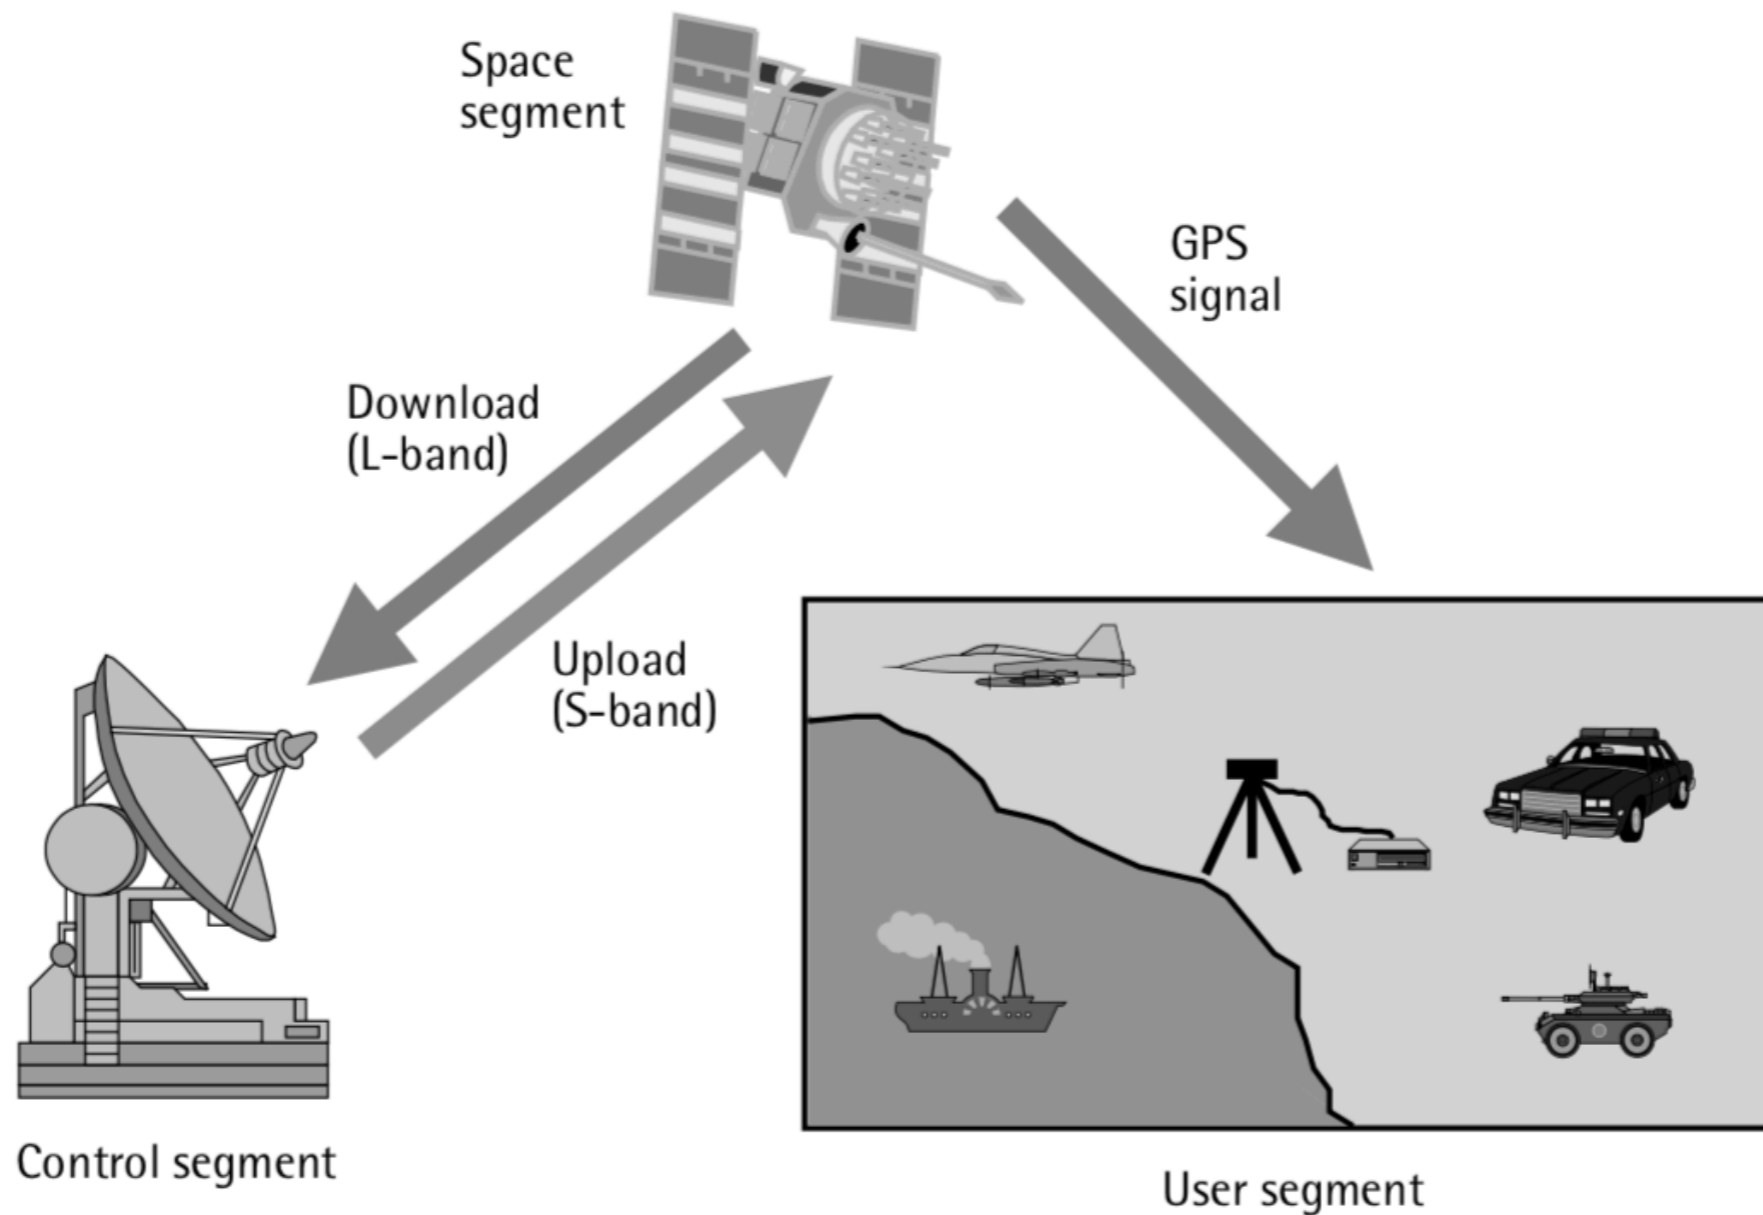 Space
segment
GPS
signal
Download
(L-band)
Upload
(S-band)
Control segment
User segment